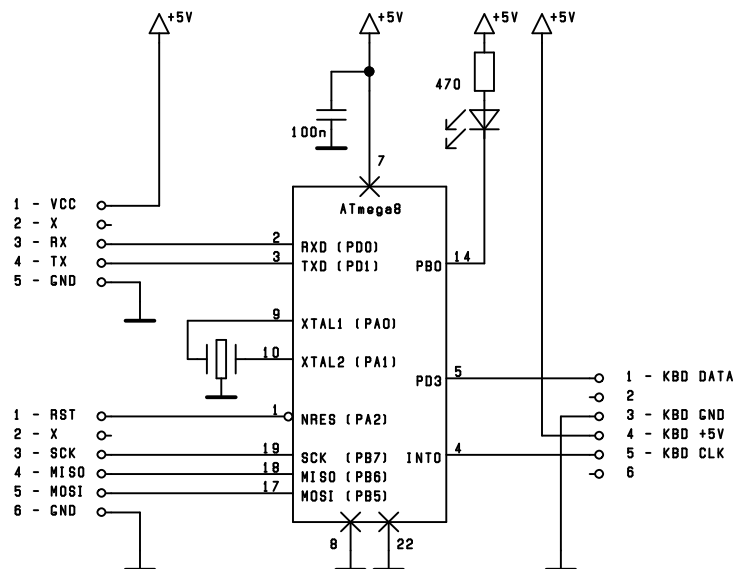 +5V
+5V
+5V
+5V
470
100n
7
ATmega8
1 - VCC
2 - X
3 - RX
4 - TX
5 - GND
2
RXD (PD0)
3
TXD (PD1)
PB0
14
9
XTAL1 (PA0)
10
XTAL2 (PA1)
PD3
5
1 - KBD DATA
2
3 - KBD GND
4 - KBD +5V
5 - KBD CLK
6
1 - RST
2 - X
3 - SCK
4 - MISO
5 - MOSI
6 - GND
1
NRES (PA2)
19
SCK (PB7)
INT0
4
18
MISO (PB6)
17
MOSI (PB5)
8
22